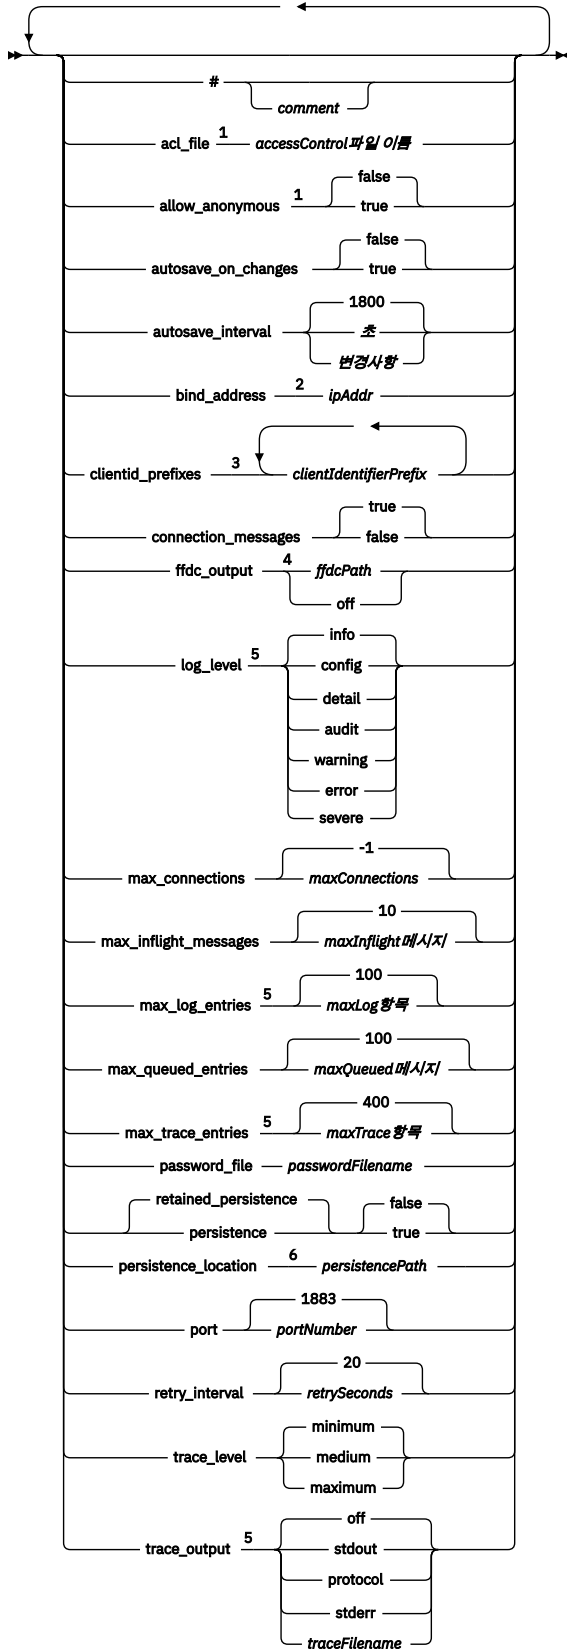 #
comment
acl_file 1 accessControl파일 이름
false
allow_anonymous 1 true
false
autosave_on_changes true
1800
autosave_interval 초
변경사항
bind_address 2 ipAddr
clientid_prefixes 3 clientIdentifierPrefix
true
connection_messages false
ffdc_output 4 ffdcPath
off
info
log_level 5 config
detail
audit
warning
error
severe
-1
max_connections maxConnections
10
max_inflight_messages maxInflight메시지
100
max_log_entries 5 maxLog항목
100
max_queued_entries maxQueued메시지
400
max_trace_entries 5 maxTrace항목
password_file passwordFilename
retained_persistence false
persistence true
persistence_location 6 persistencePath
1883
port portNumber
20
retry_interval retrySeconds
minimum
trace_level medium
maximum
off
trace_output 5 stdout
protocol
stderr
traceFilename